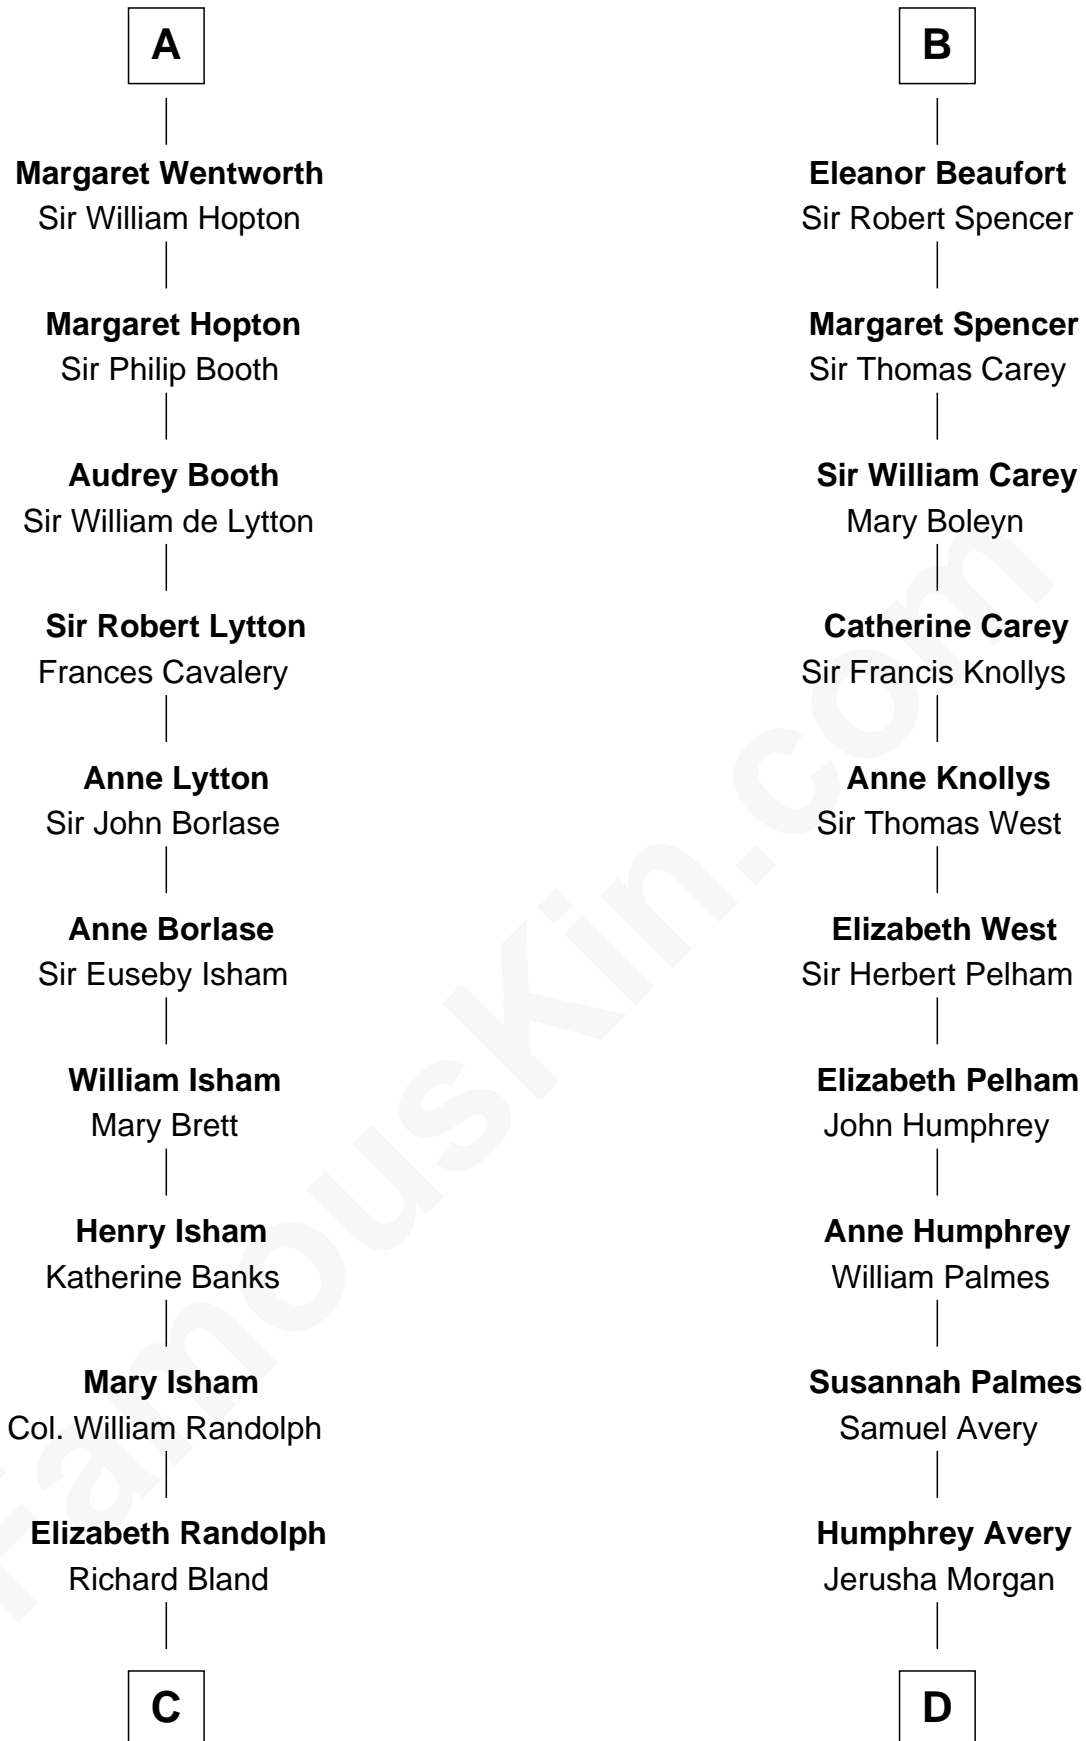 A
Margaret Wentworth
Sir William Hopton
Margaret Hopton
Sir Philip Booth
Audrey Booth
Sir William de Lytton
Sir Robert Lytton
Frances Cavalery
Anne Lytton
Sir John Borlase
Anne Borlase
Sir Euseby Isham
William Isham
Mary Brett
Henry Isham
Katherine Banks
Mary Isham
Col. William Randolph
Elizabeth Randolph
Richard Bland
C
B
Eleanor Beaufort
Sir Robert Spencer
Margaret Spencer
Sir Thomas Carey
Sir William Carey
Mary Boleyn
Catherine Carey
Sir Francis Knollys
Anne Knollys
Sir Thomas West
Elizabeth West
Sir Herbert Pelham
Elizabeth Pelham
John Humphrey
Anne Humphrey
William Palmes
Susannah Palmes
Samuel Avery
Humphrey Avery
Jerusha Morgan
D
FamousKin.com